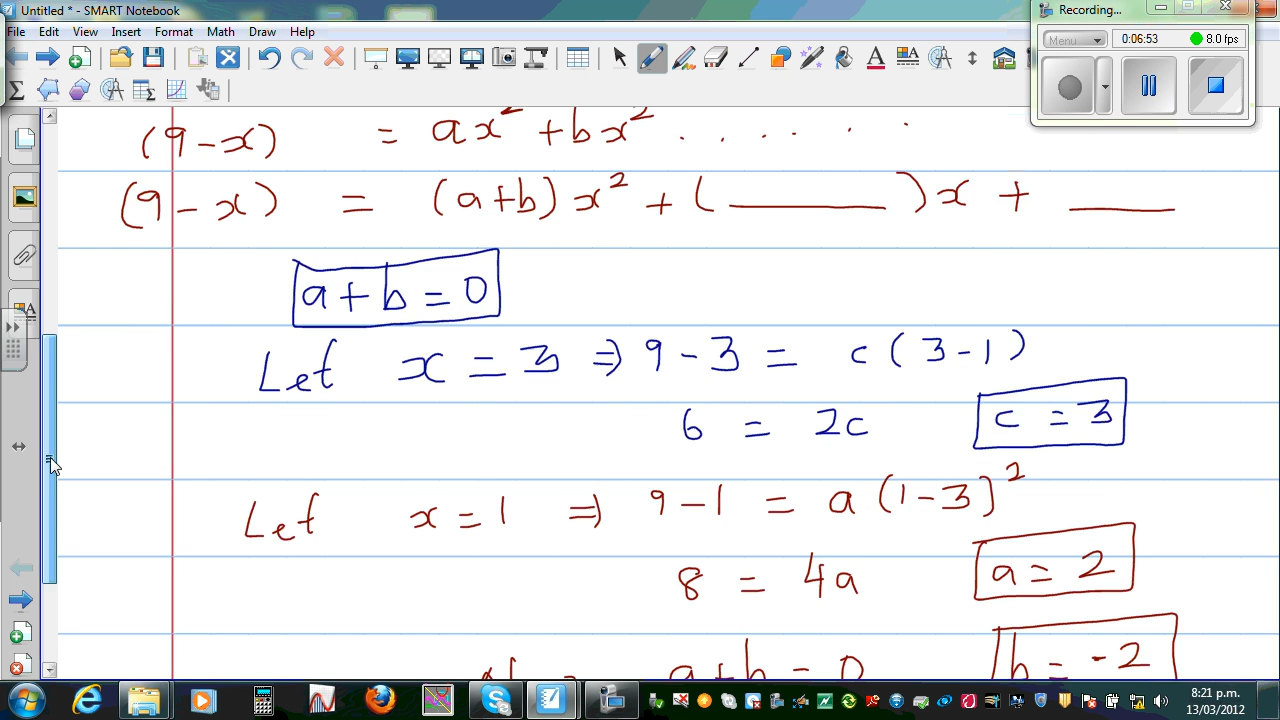 Untitled * - SMART Notebook
Recording...
File Edit View Insert Format Math Draw Help
Menu 0:06:53 8.0 fps
(9-x) = ax² + bx² . . . . . .
(9-x) = (a+b)x² + ( ______ )x + ____
a+b=0
Let x = 3 ⇒ 9-3 = c(3-1)
6 = 2c c = 3
Let x=1 ⇒ 9-1 = a(1-3)²
8 = 4a a = 2
a+b = 0 b = -2
8:21 p.m.
13/03/2012